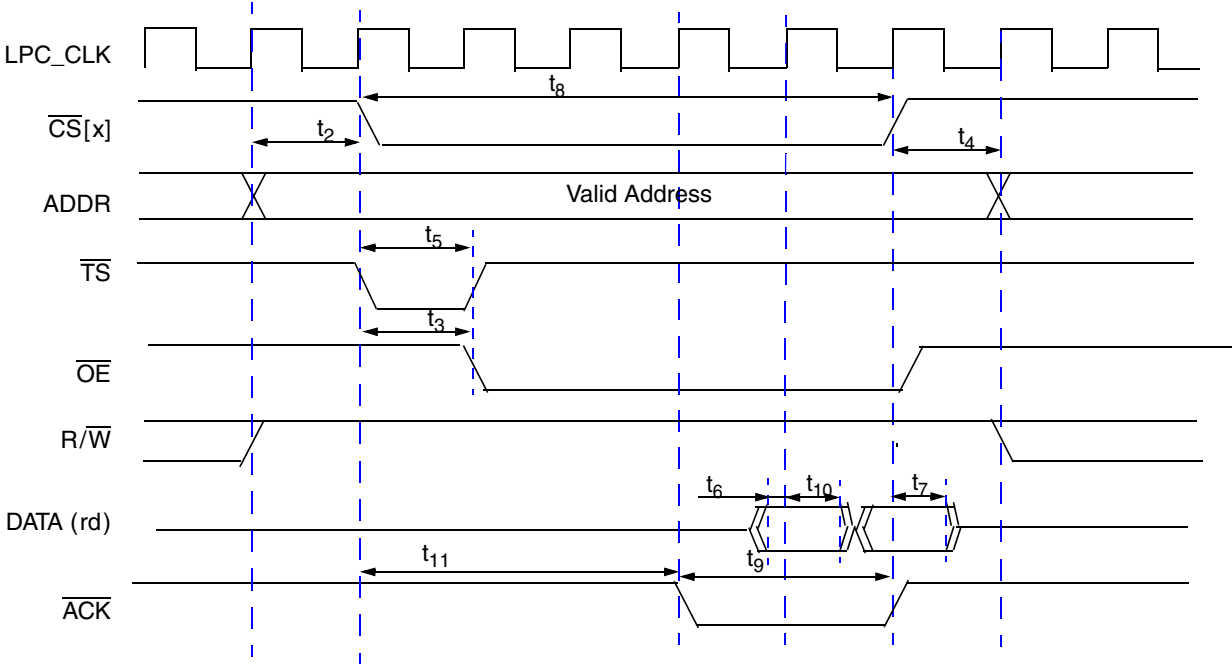 LPC_CLK
t8
CS[x]
t2
t4
ADDR
Valid Address
t5
TS
t3
OE
R/W
t6
t10
t7
DATA (rd)
t11
t9
ACK